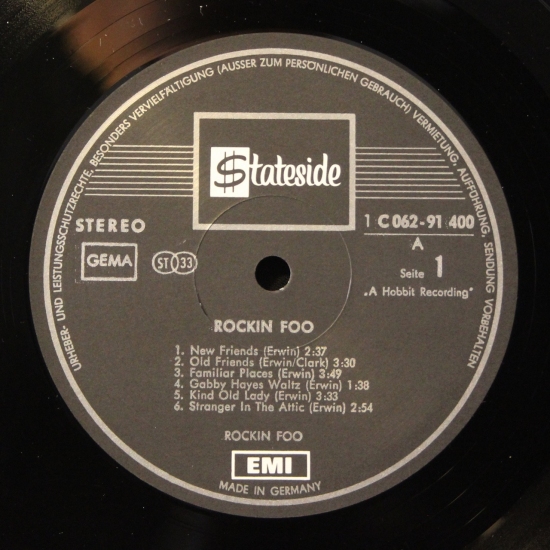 URHEBER- UND LEISTUNGSSCHUTZRECHTE, BESONDERS VERVIELFÄLTIGUNG (AUSSER ZUM PERSÖNLICHEN GEBRAUCH) VERMIETUNG, AUFFÜHRUNG, SENDUNG VORBEHALTEN
$tateside
STEREO
1 C 062-91 400
A
GEMA
ST 33
Seite 1
„A Hobbit Recording"
ROCKIN FOO
1. New Friends (Erwin) 2:37
2. Old Friends (Erwin/Clark) 3:30
3. Familiar Places (Erwin) 3:49
4. Gabby Hayes Waltz (Erwin) 1:38
5. Kind Old Lady (Erwin) 3:33
6. Stranger In The Attic (Erwin) 2:54
ROCKIN FOO
EMI
MADE IN GERMANY